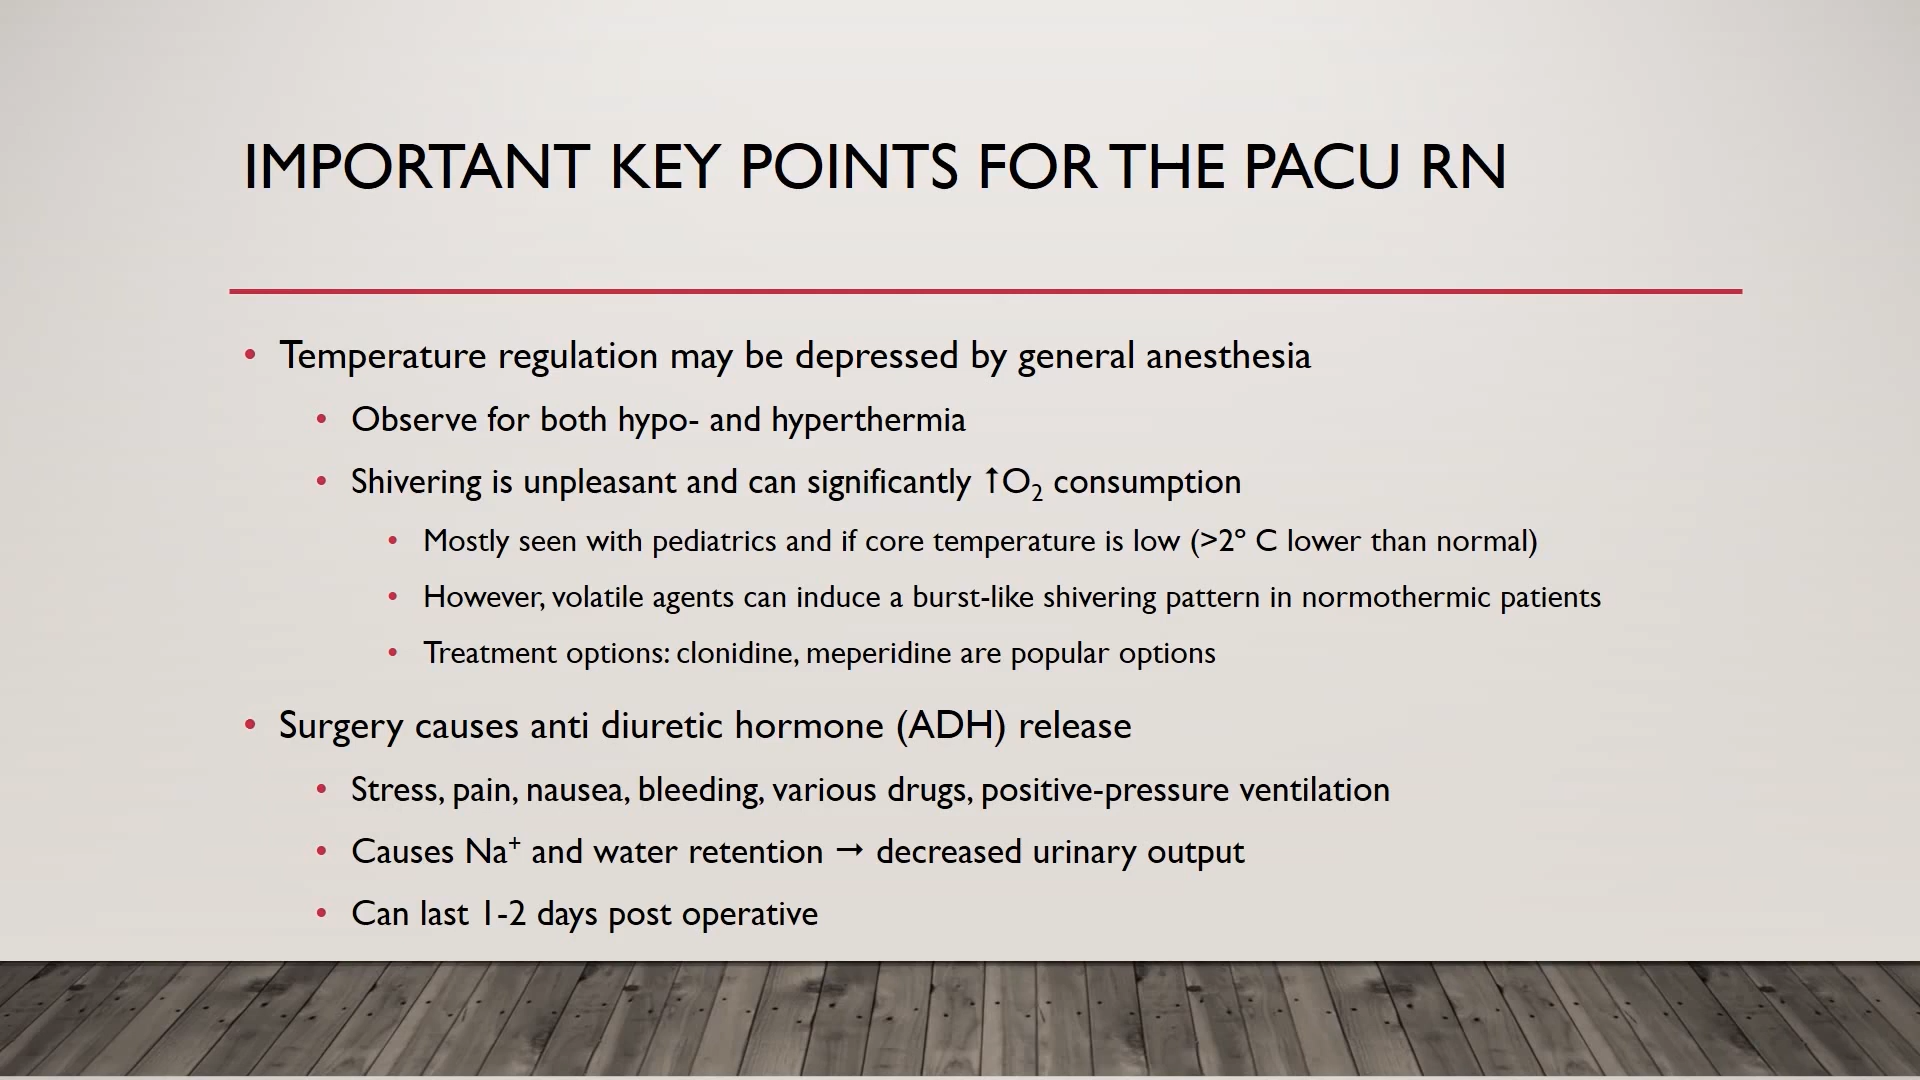 IMPORTANT KEY POINTS FOR THE PACU RN
• Temperature regulation may be depressed by general anesthesia
• Observe for both hypo- and hyperthermia
• Shivering is unpleasant and can significantly ↑O₂ consumption
• Mostly seen with pediatrics and if core temperature is low (>2º C lower than normal)
• However, volatile agents can induce a burst-like shivering pattern in normothermic patients
• Treatment options: clonidine, meperidine are popular options
• Surgery causes anti diuretic hormone (ADH) release
• Stress, pain, nausea, bleeding, various drugs, positive-pressure ventilation
• Causes Na⁺ and water retention → decreased urinary output
• Can last 1-2 days post operative